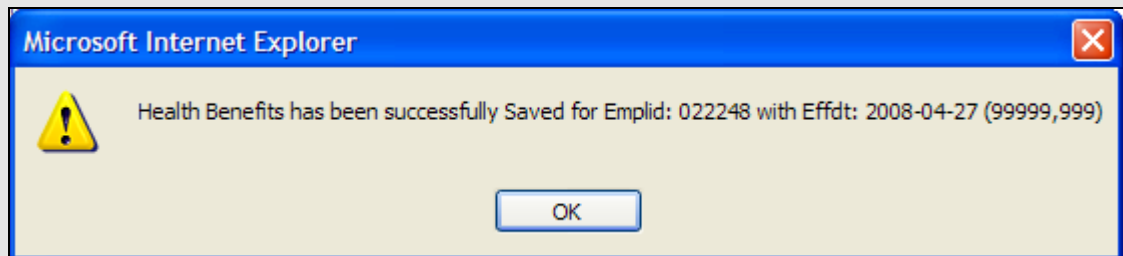 Microsoft Internet Explorer
Health Benefits has been successfully Saved for Emplid: 022248 with Effdt: 2008-04-27 (99999,999)
OK